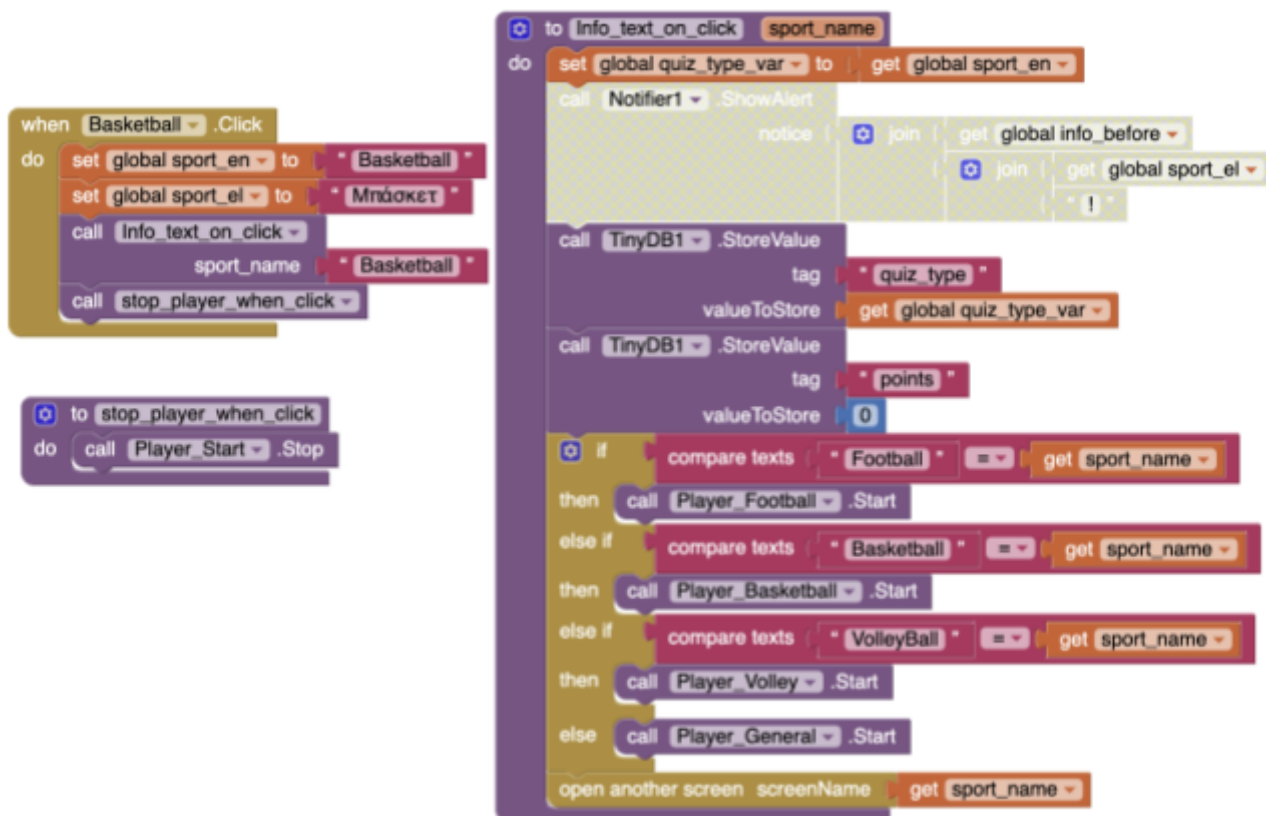 when Basketball .Click
do set global sport_en to " Basketball "
set global sport_el to " Μπάσκετ "
call Info_text_on_click
sport_name " Basketball "
call stop_player_when_click
to stop_player_when_click
do call Player_Start .Stop
to Info_text_on_click sport_name
do set global quiz_type_var to get global sport_en
call Notifier1 .ShowAlert
notice join get global info_before
join get global sport_el
" ! "
call TinyDB1 .StoreValue
tag " quiz_type "
valueToStore get global quiz_type_var
call TinyDB1 .StoreValue
tag " points "
valueToStore 0
if compare texts " Football " = get sport_name
then call Player_Football .Start
else if compare texts " Basketball " = get sport_name
then call Player_Basketball .Start
else if compare texts " VolleyBall " = get sport_name
then call Player_Volley .Start
else call Player_General .Start
open another screen screenName get sport_name